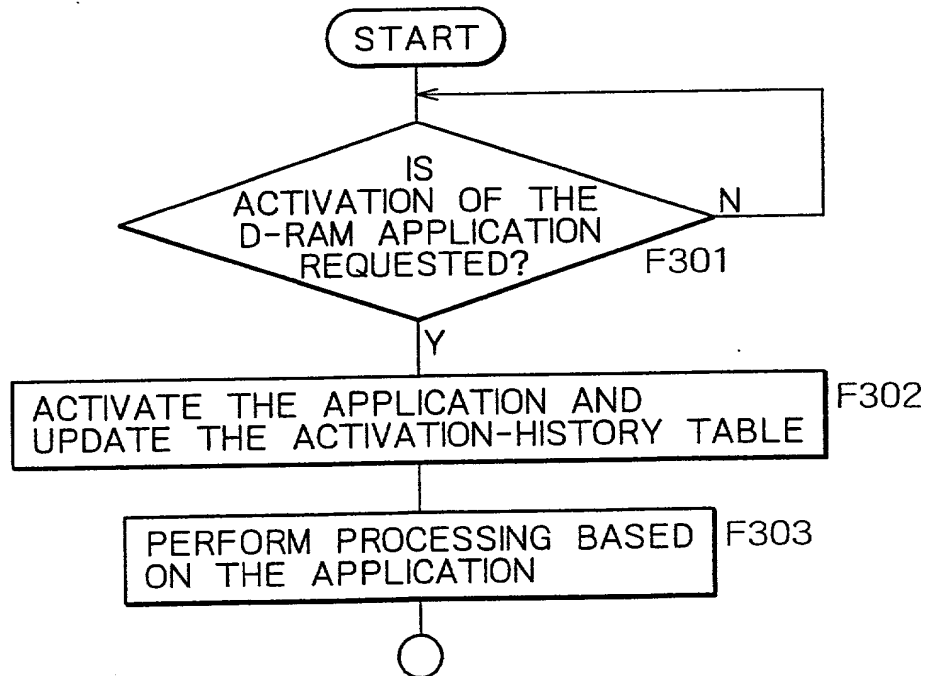 START
IS
ACTIVATION OF THE
D-RAM APPLICATION
REQUESTED?
N
F301
Y
ACTIVATE THE APPLICATION AND
UPDATE THE ACTIVATION-HISTORY TABLE
F302
PERFORM PROCESSING BASED
ON THE APPLICATION
F303